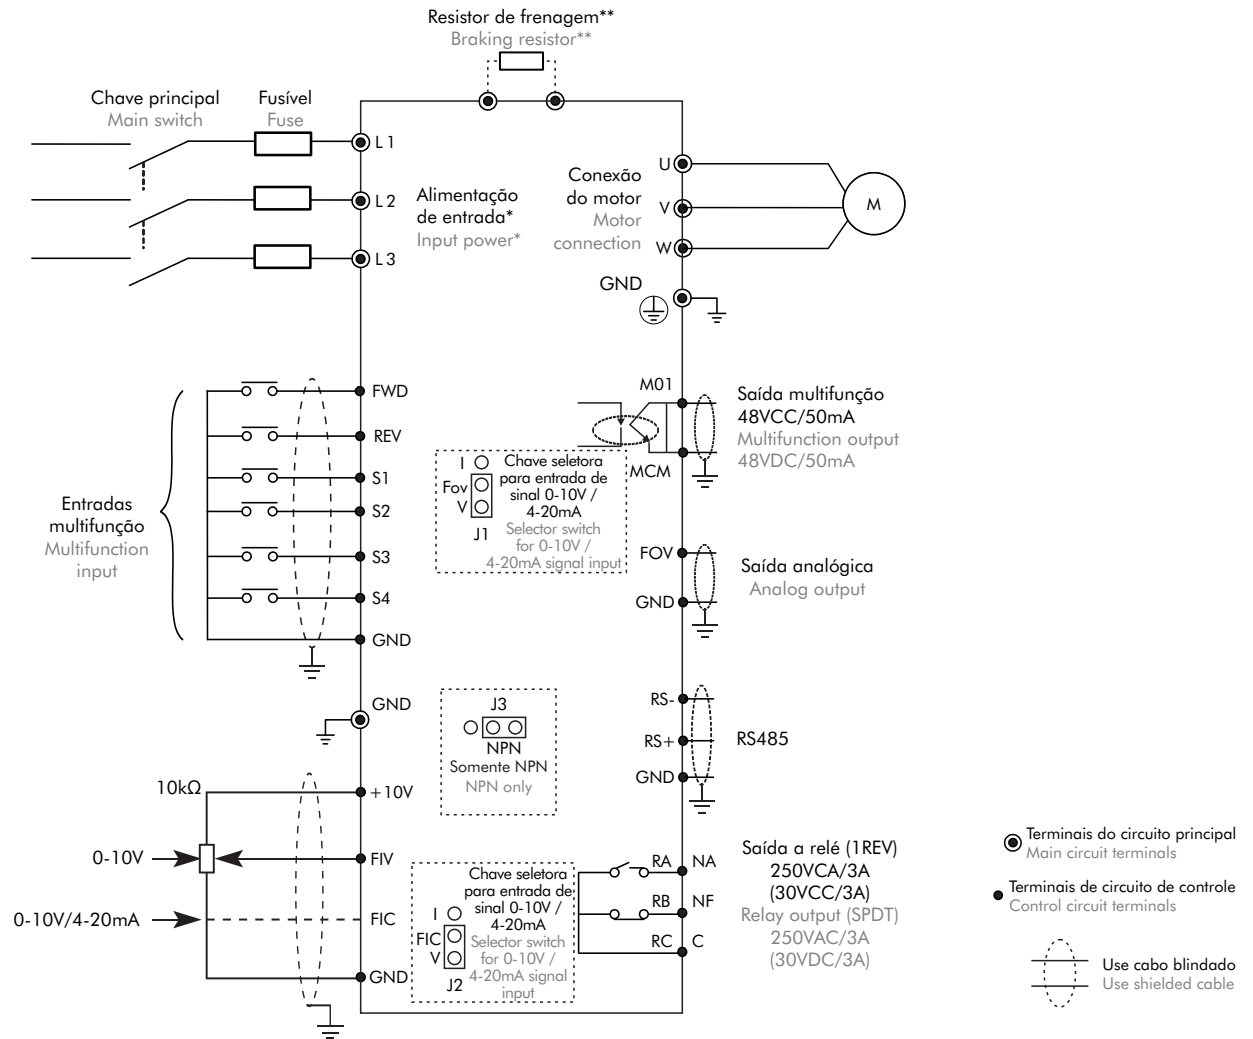 Resistor de frenagem**
Braking resistor**
Chave principal
Main switch
Fusível
Fuse
L1
L2
L3
Alimentação
de entrada*
Input power*
Conexão
do motor
Motor
connection
U
V
W
M
GND
FWD
REV
S1
S2
S3
S4
GND
Entradas
multifunção
Multifunction
input
M01
MCM
Saída multifunção
48VCC/50mA
Multifunction output
48VDC/50mA
I
Fov
V
J1
Chave seletora
para entrada de
sinal 0-10V /
4-20mA
Selector switch
for 0-10V /
4-20mA signal input
FOV
GND
Saída analógica
Analog output
GND
J3
NPN
Somente NPN
NPN only
RS-
RS+
GND
RS485
10kΩ
+10V
0-10V
FIV
0-10V/4-20mA
FIC
GND
I
FIC
V
J2
Chave seletora
para entrada de
sinal 0-10V /
4-20mA
Selector switch
for 0-10V /
4-20mA signal
input
RA
NA
RB
NF
RC
C
Saída a relé (1REV)
250VCA/3A
(30VCC/3A)
Relay output (SPDT)
250VAC/3A
(30VDC/3A)
Terminais do circuito principal
Main circuit terminals
Terminais de circuito de controle
Control circuit terminals
Use cabo blindado
Use shielded cable